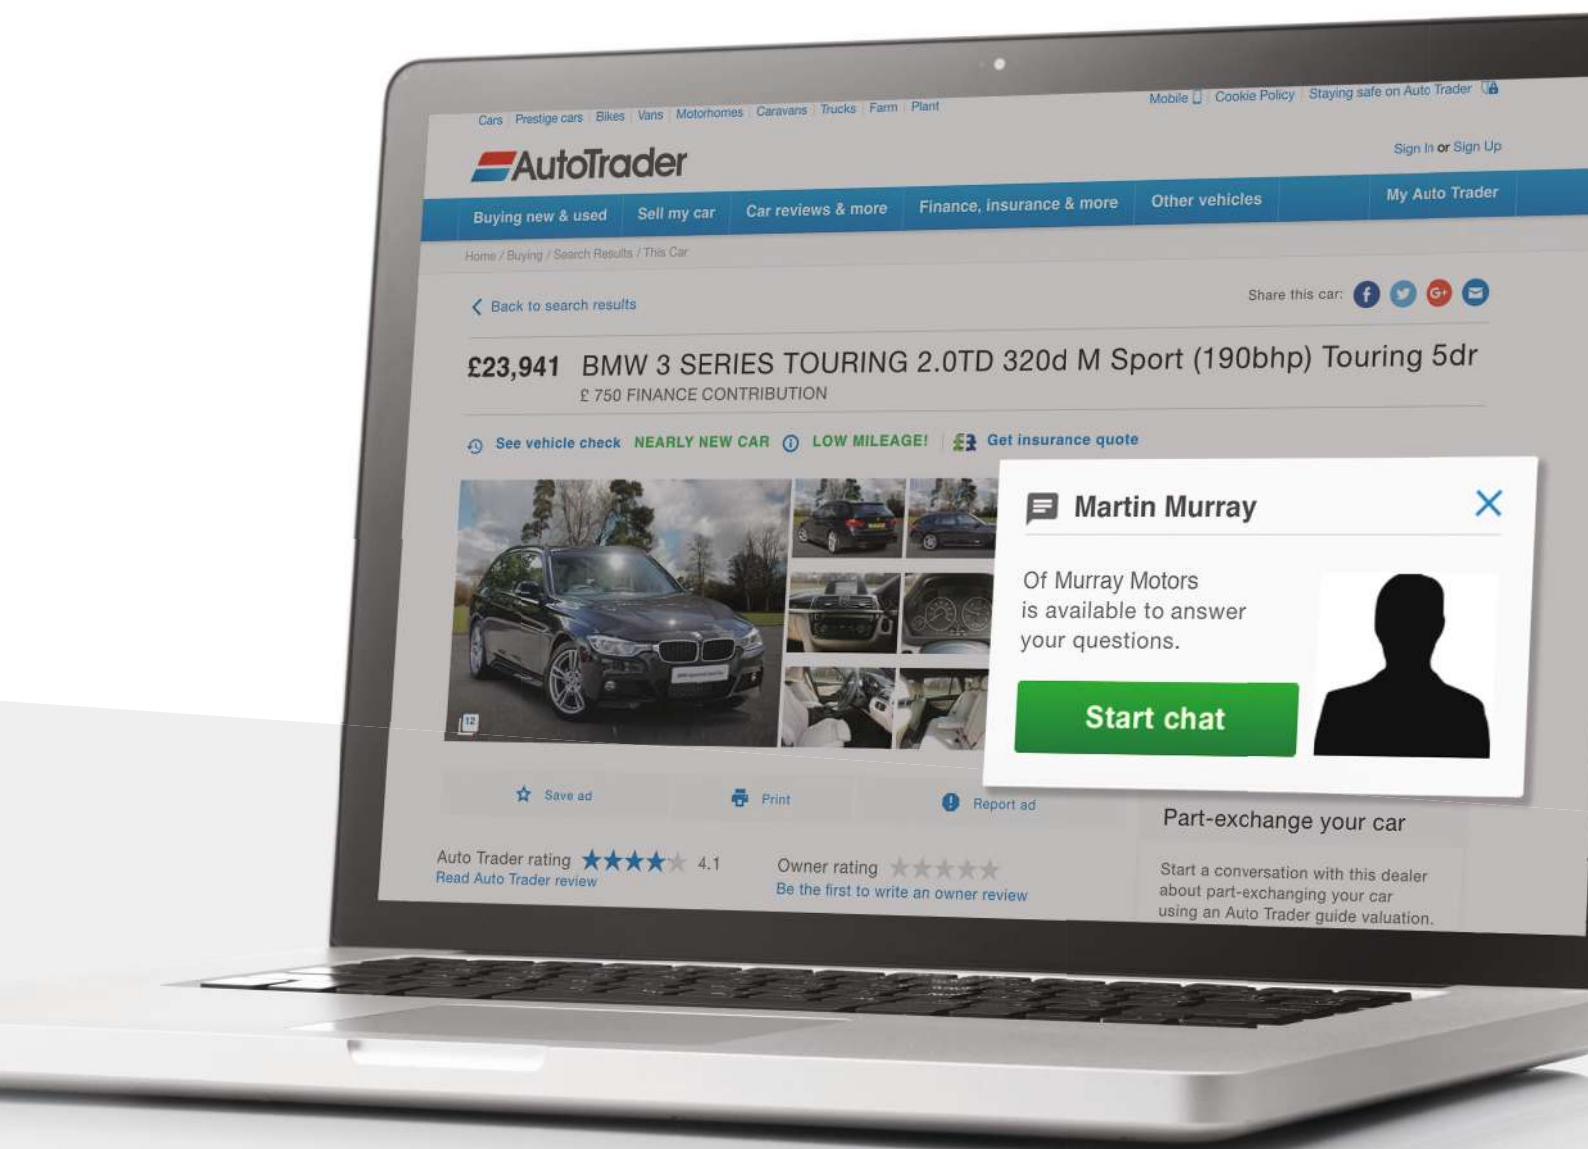 Cars Prestige cars Bikes Vans Motorhomes Caravans Trucks Farm Plant
Mobile Cookie Policy Staying safe on Auto Trader
AutoTrader
Sign In or Sign Up
Buying new & used Sell my car Car reviews & more Finance, insurance & more Other vehicles My Auto Trader
Home / Buying / Search Results / This Car
Back to search results
Share this car:
£23,941 BMW 3 SERIES TOURING 2.0TD 320d M Sport (190bhp) Touring 5dr
£ 750 FINANCE CONTRIBUTION
See vehicle check NEARLY NEW CAR LOW MILEAGE! Get insurance quote
Martin Murray
Of Murray Motors
is available to answer
your questions.
Start chat
12
Save ad Print Report ad
Auto Trader rating 4.1
Read Auto Trader review
Owner rating
Be the first to write an owner review
Part-exchange your car
Start a conversation with this dealer
about part-exchanging your car
using an Auto Trader guide valuation.